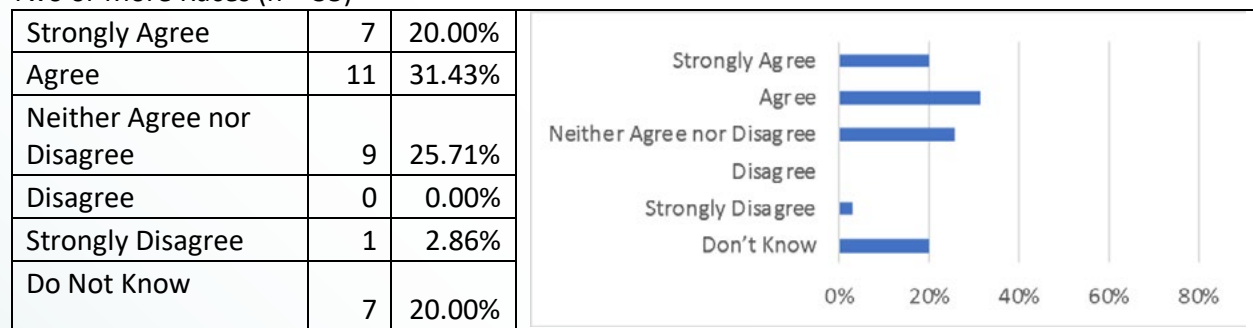 Strongly Agree 7 20.00%
Agree 11 31.43%
Neither Agree nor
Disagree 9 25.71%
Disagree 0 0.00%
Strongly Disagree 1 2.86%
Do Not Know
7 20.00%
Strongly Agree
Agree
Neither Agree nor Disagree
Disagree
Strongly Disagree
Don't Know
0% 20% 40% 60% 80%